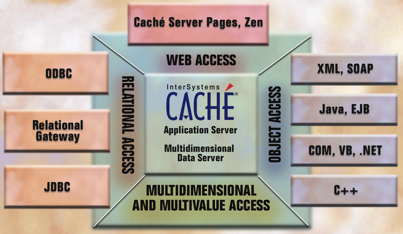 Caché Server Pages, Zen
WEB ACCESS
ODBC
Relational
Gateway
JDBC
RELATIONAL ACCESS
InterSystems
CACHÉ
Application Server
Multidimensional
Data Server
OBJECT ACCESS
XML, SOAP
Java, EJB
COM, VB, .NET
C++
MULTIDIMENSIONAL
AND MULTIVALUE ACCESS